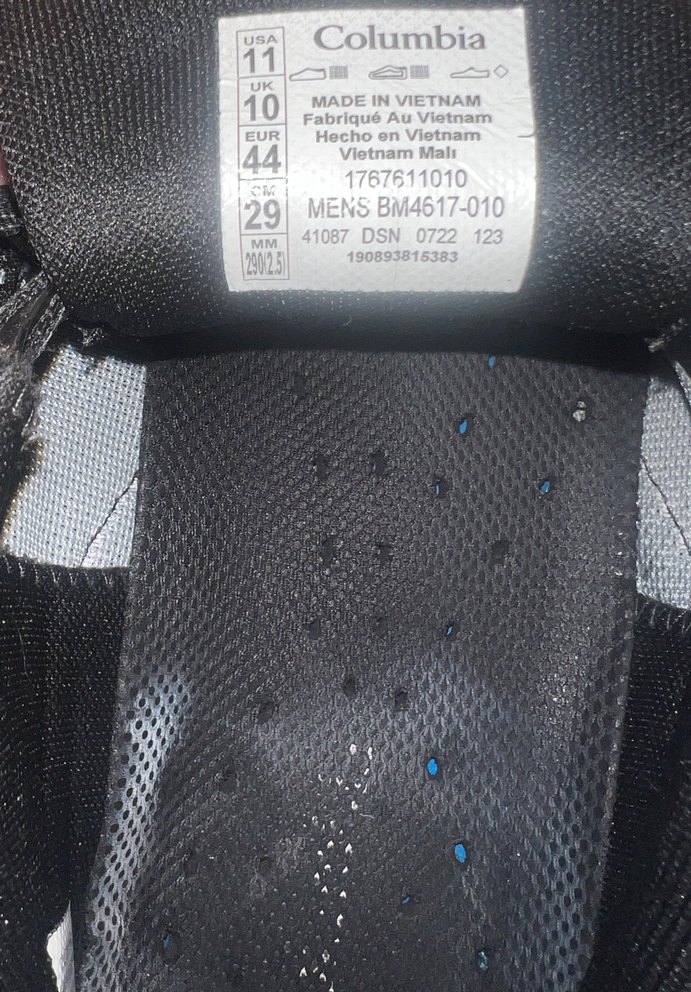 USA
11
UK
10
EUR
44
CM
29
MM
290(2.5)
Columbia
MADE IN VIETNAM
Fabriqué Au Vietnam
Hecho en Vietnam
Vietnam Malı
1767611010
MENS BM4617-010
41087 DSN 0722 123
190893815383